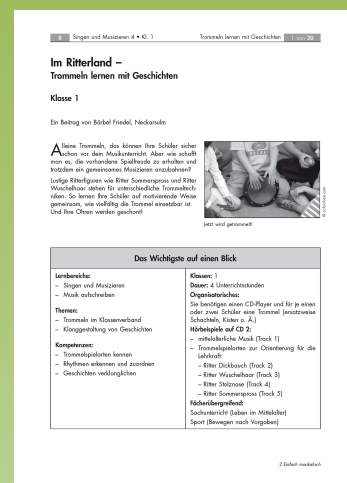 8 Singen und Musizieren 4 • Kl. 1 Trommeln lernen mit Geschichten 1 von 20
Im Ritterland –
Trommeln lernen mit Geschichten
Klasse 1
Ein Beitrag von Bärbel Friedel, Neckarsulm
Alleine Trommeln, das können Ihre Schüler sicher
schon vor dem Musikunterricht. Aber wie schafft
man es, die vorhandene Spielfreude zu erhalten und
trotzdem ein gemeinsames Musizieren anzubahnen?
Lustige Ritterfiguren wie Ritter Sommerspross und Ritter
Wuschelhaar stehen für unterschiedliche Trommeltech-
niken. So lernen Ihre Schüler auf motivierende Weise
gemeinsam, wie vielfältig die Trommel einsetzbar ist.
Und Ihre Ohren werden geschont!
Jetzt wird getrommelt!
Das Wichtigste auf einen Blick
Lernbereiche:
– Singen und Musizieren
– Musik aufschreiben
Themen:
– Trommeln im Klassenverband
– Klanggestaltung von Geschichten
Kompetenzen:
– Trommelspielarten kennen
– Rhythmen erkennen und zuordnen
– Geschichten verklanglichen
Klassen: 1
Dauer: 4 Unterrichtsstunden
Organisatorisches:
Sie benötigen einen CD-Player und für je einen
oder zwei Schüler eine Trommel (ersatzweise
Schachteln, Kisten o. Ä.)
Hörbeispiele auf CD 2:
– mittelalterliche Musik (Track 1)
– Trommelspielarten zur Orientierung für die
Lehrkraft:
– Ritter Dickbauch (Track 2)
– Ritter Wuschelhaar (Track 3)
– Ritter Stolznase (Track 4)
– Ritter Sommerspross (Track 5)
Fächerübergreifend:
Sachunterricht (Leben im Mittelalter)
Sport (Bewegen nach Vorgaben)
2 Einfach musikalisch